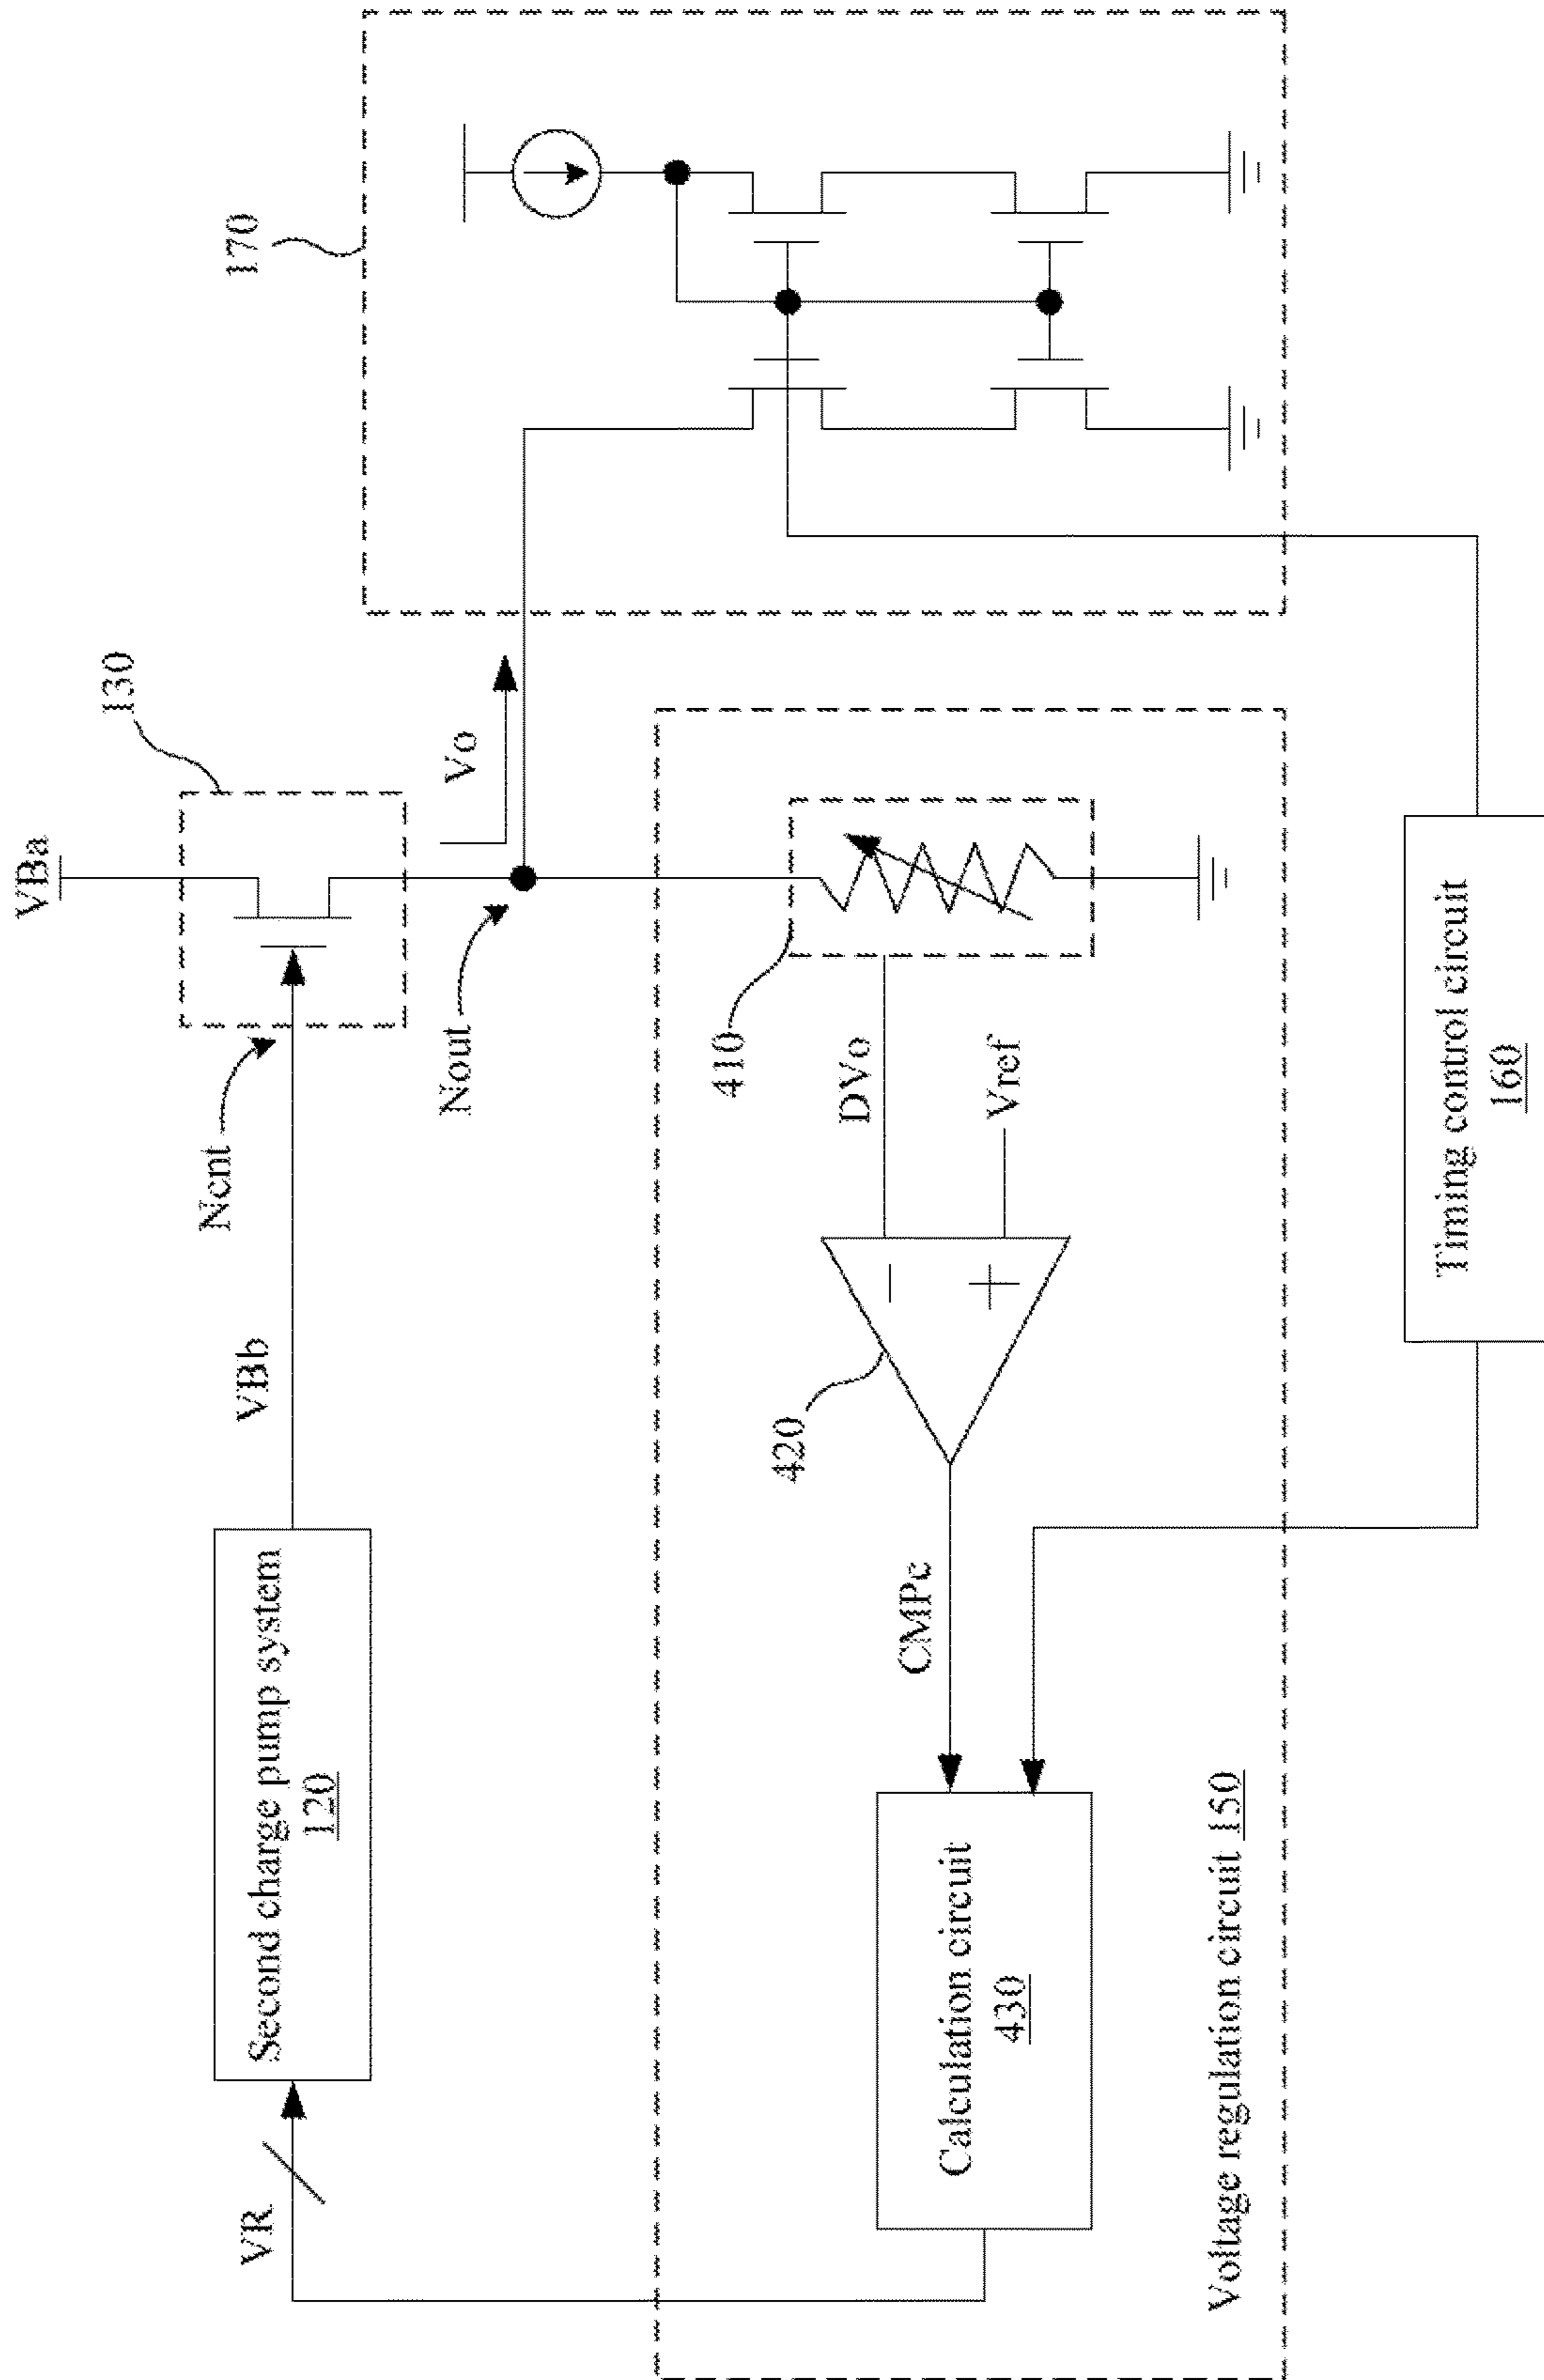 VBa
130
170
Second charge pump system
120
VBb
Ncnt
VR
Vo
Nout
410
DVo
Vref
420
CMPc
Calculation circuit
430
Voltage regulation circuit 150
Timing control circuit
160